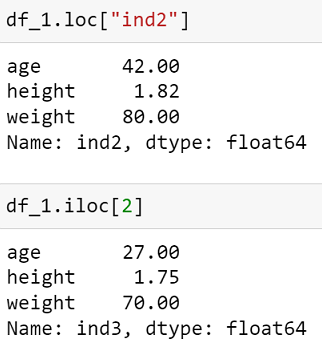 df_1.loc["ind2"]
age       42.00
height     1.82
weight    80.00
Name: ind2, dtype: float64
df_1.iloc[2]
age       27.00
height     1.75
weight    70.00
Name: ind3, dtype: float64